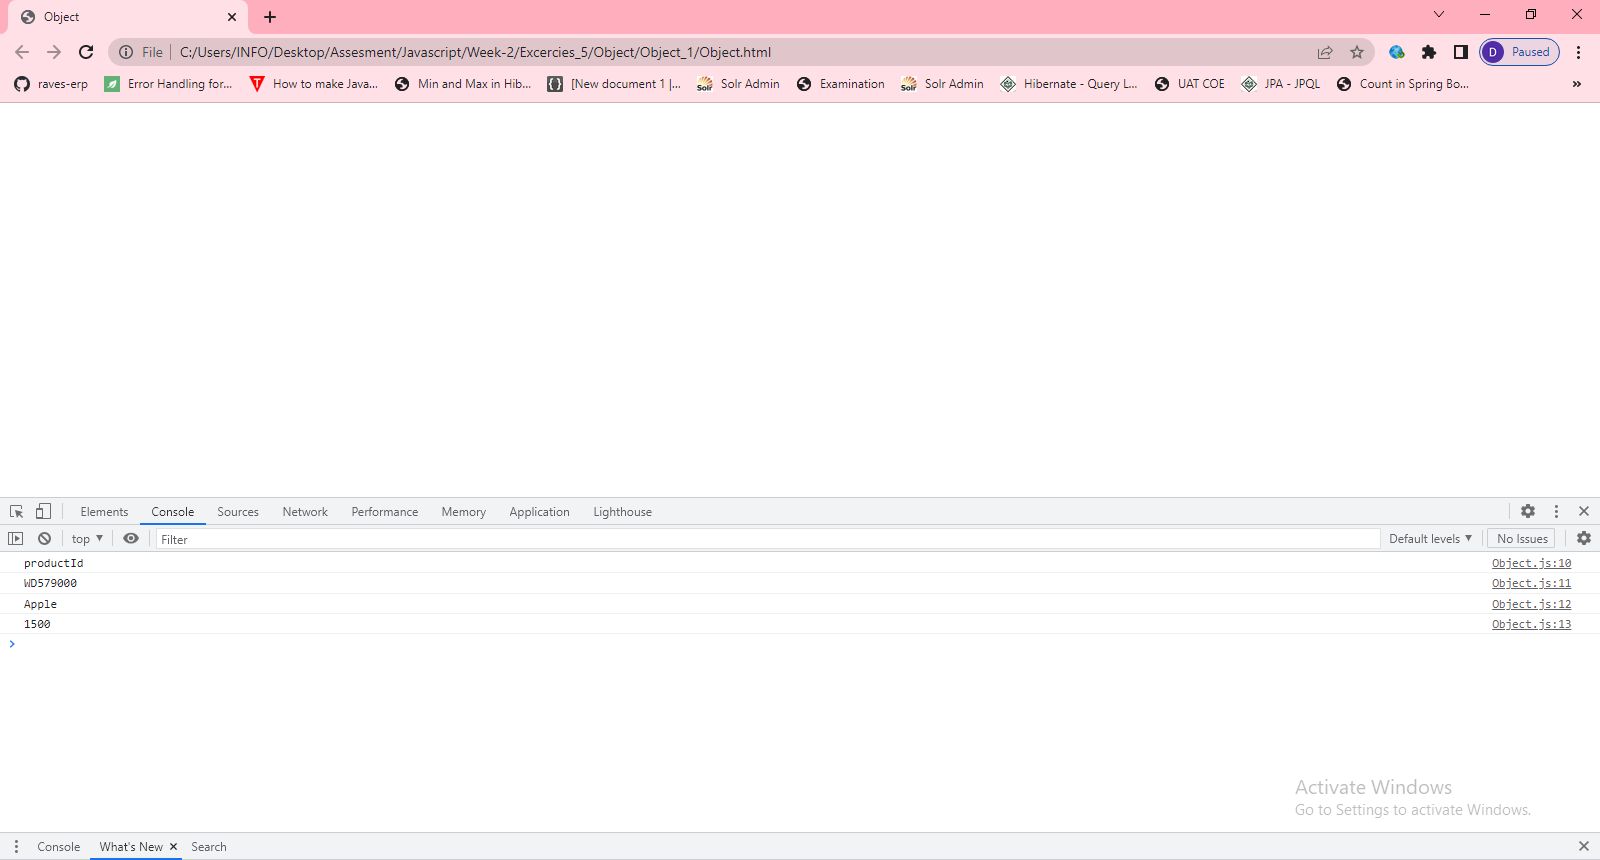 Object
File C:/Users/INFO/Desktop/Assesment/Javascript/Week-2/Excercies_5/Object/Object_1/Object.html D Paused
raves-erp Error Handling for... How to make Java... Min and Max in Hib... [New document 1 |... Solr Admin Examination Solr Admin Hibernate - Query L... UAT COE JPA - JPQL Count in Spring Bo... »
Elements Console Sources Network Performance Memory Application Lighthouse
top Filter Default levels No Issues
productId Object.js:10
WD579000 Object.js:11
Apple Object.js:12
1500 Object.js:13
Activate Windows
Go to Settings to activate Windows.
Console What's New Search